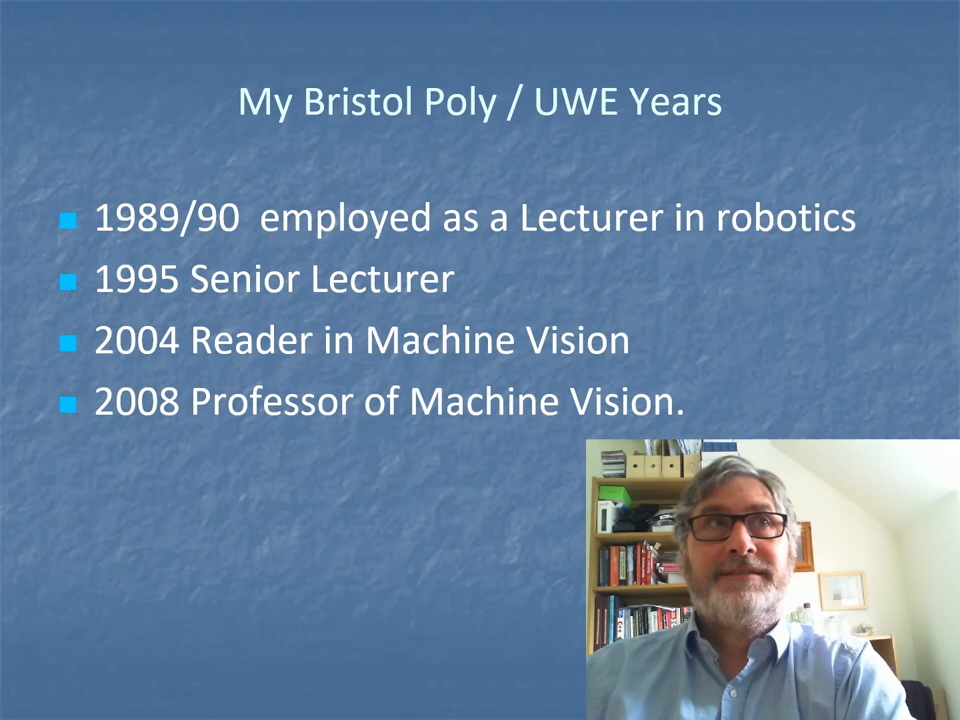 My Bristol Poly / UWE Years
1989/90 employed as a Lecturer in robotics
1995 Senior Lecturer
2004 Reader in Machine Vision
2008 Professor of Machine Vision.